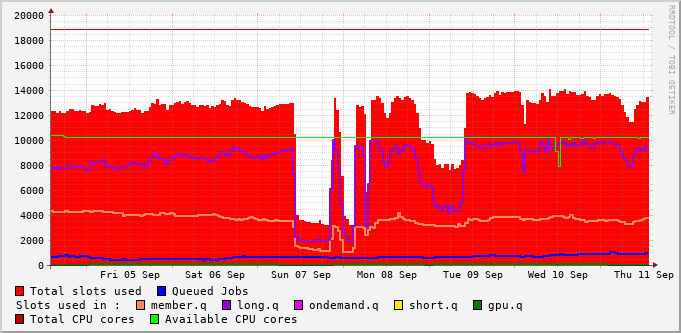 20000
18000
16000
14000
12000
10000
8000
6000
4000
2000
0
Fri 05 Sep Sat 06 Sep Sun 07 Sep Mon 08 Sep Tue 09 Sep Wed 10 Sep Thu 11 Sep
Total slots used Queued Jobs
Slots used in : member.q long.q ondemand.q short.q gpu.q
Total CPU cores Available CPU cores
RRDTOOL / TOBI OETIKER